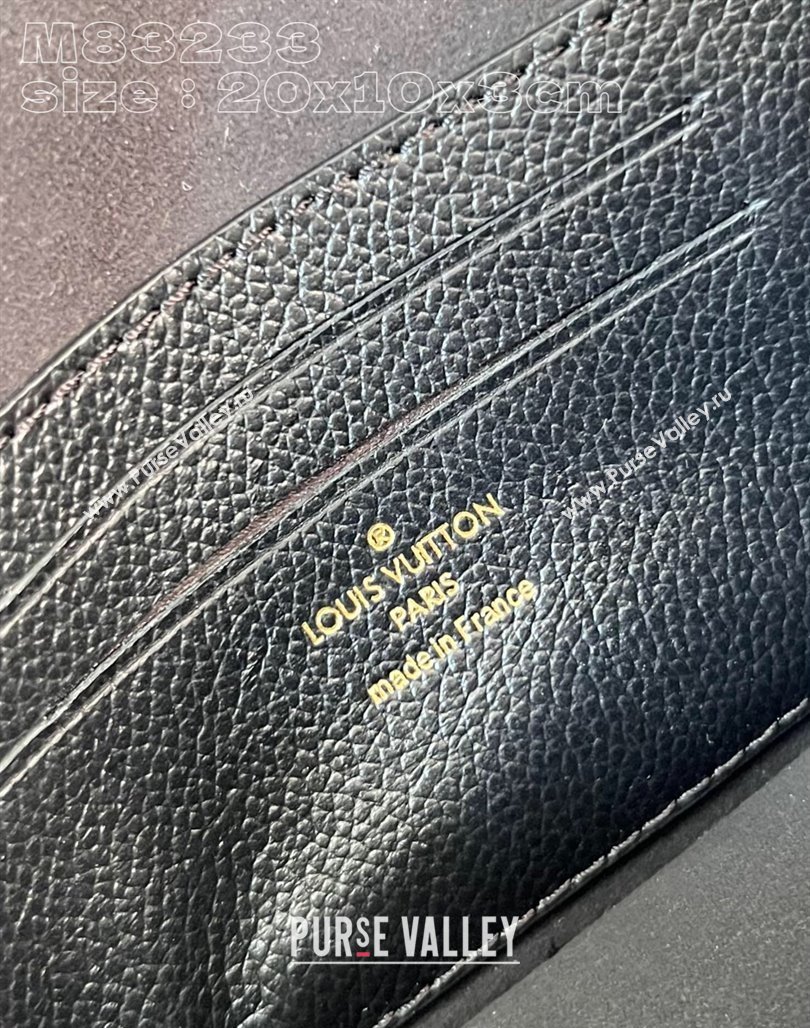 M83233
size : 20x10x3cm
www.PurseValley.ru
www.PurseValley.ru
®
LOUIS VUITTON
PARIS
made in France
PURSE VALLEY